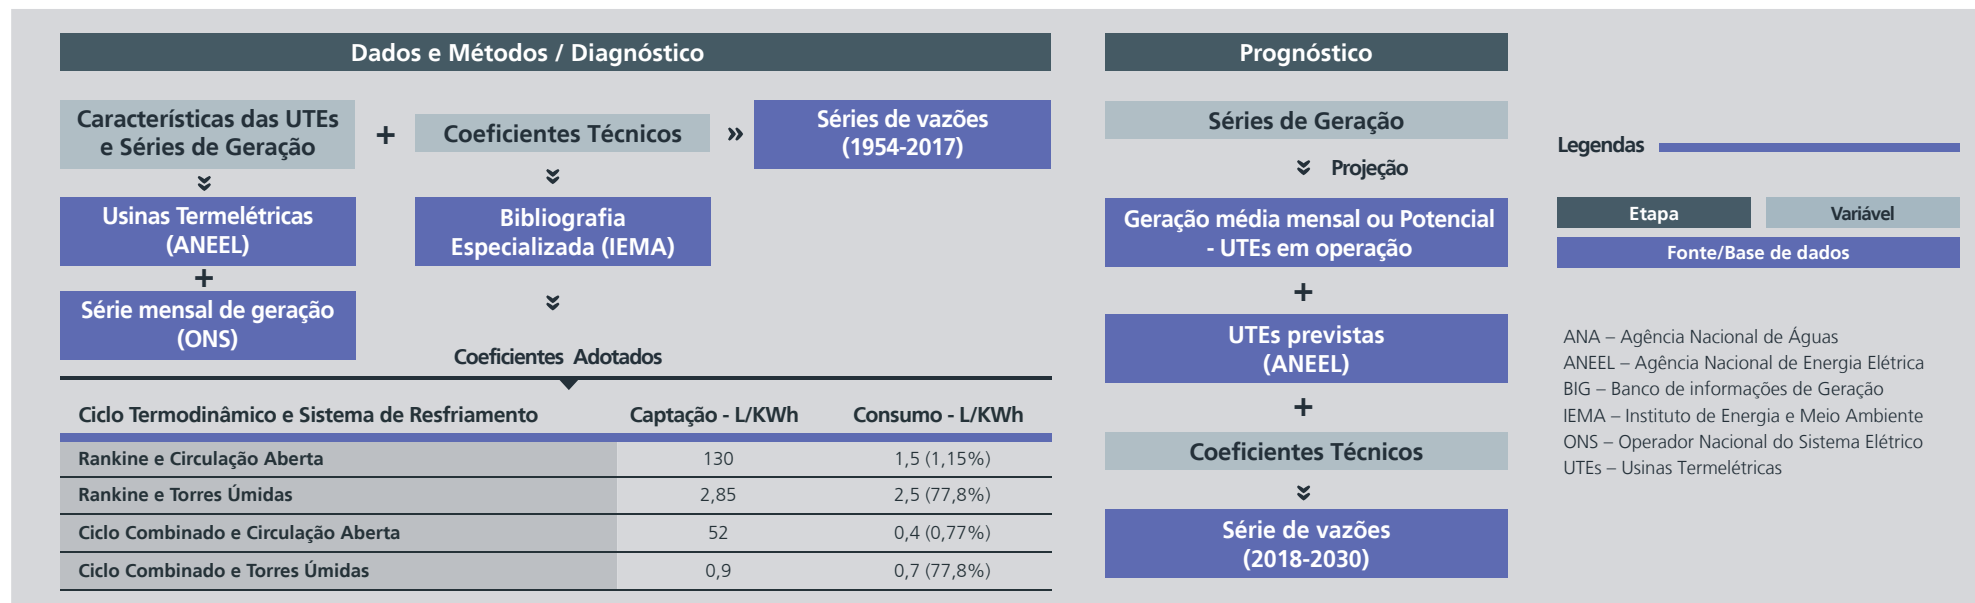 Dados e Métodos / Diagnóstico
Características das UTEs
e Séries de Geração
+
Coeficientes Técnicos
»
Séries de vazões
(1954-2017)
Usinas Termelétricas
(ANEEL)
+
Série mensal de geração
(ONS)
Bibliografia
Especializada (IEMA)
Coeficientes Adotados
Ciclo Termodinâmico e Sistema de Resfriamento Captação - L/KWh Consumo - L/KWh
Rankine e Circulação Aberta 130 1,5 (1,15%)
Rankine e Torres Úmidas 2,85 2,5 (77,8%)
Ciclo Combinado e Circulação Aberta 52 0,4 (0,77%)
Ciclo Combinado e Torres Úmidas 0,9 0,7 (77,8%)
Prognóstico
Séries de Geração
Projeção
Geração média mensal ou Potencial
- UTEs em operação
+
UTEs previstas
(ANEEL)
+
Coeficientes Técnicos
Série de vazões
(2018-2030)
Legendas
Etapa Variável
Fonte/Base de dados
ANA – Agência Nacional de Águas
ANEEL – Agência Nacional de Energia Elétrica
BIG – Banco de informações de Geração
IEMA – Instituto de Energia e Meio Ambiente
ONS – Operador Nacional do Sistema Elétrico
UTEs – Usinas Termelétricas